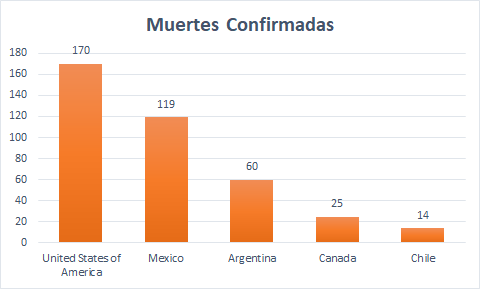 Muertes Confirmadas
180
160
140
120
100
80
60
40
20
0
170
119
60
25
14
United States of
America
Mexico
Argentina
Canada
Chile